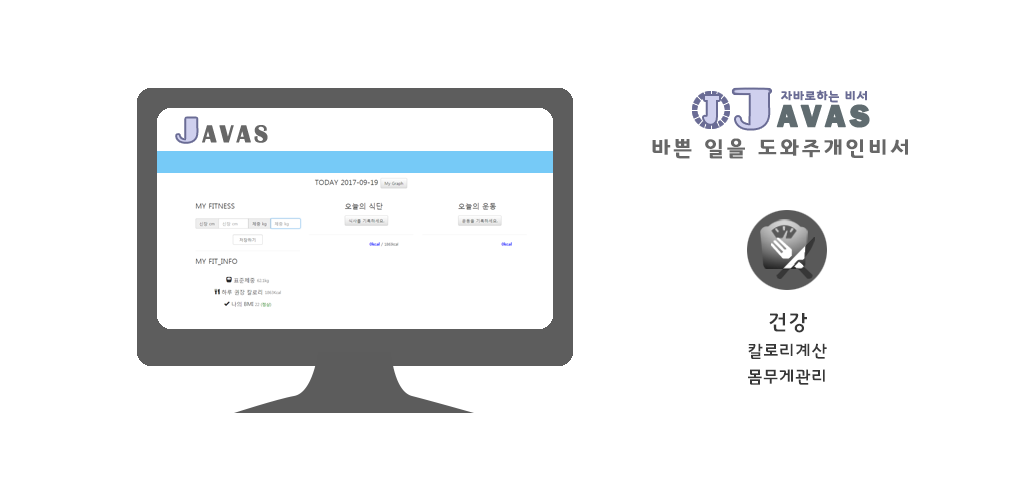 JAVAS
TODAY 2017-09-19 My Graph
MY FITNESS
신장 cm 신장 cm 체중 kg 체중 kg
저장하기
MY FIT_INFO
표준체중
하루 권장 칼로리
나의 BMI 22 (정상)
오늘의 식단
식사를 기록하세요
0kcal
오늘의 운동
운동을 기록하세요
0kcal
자바로하는 비서
JAVAS
바쁜 일을 도와주개인비서
건강
칼로리계산
몸무게관리